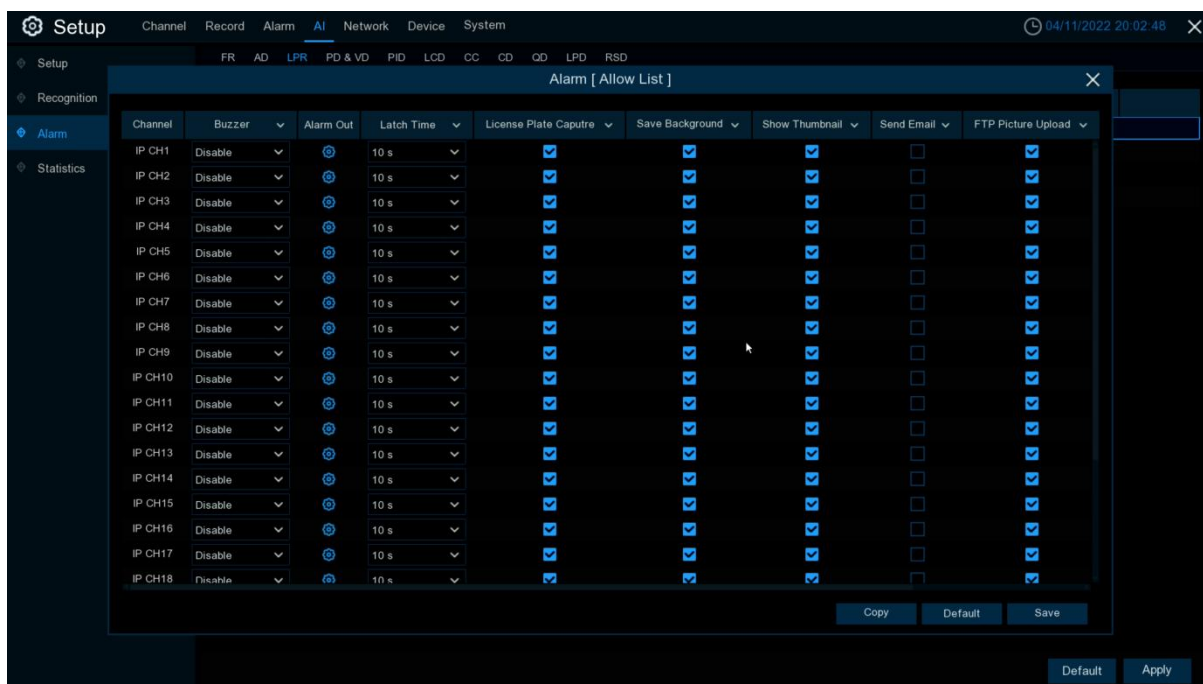 Setup Channel Record Alarm AI Network Device System 04/11/2022 20:02:48
Setup FR AD LPR PD & VD PID LCD CC CD QD LPD RSD
Alarm [ Allow List ]
Recognition
Channel Buzzer Alarm Out Latch Time License Plate Caputre Save Background Show Thumbnail Send Email FTP Picture Upload
Alarm
IP CH1 Disable 10 s
Statistics
IP CH2 Disable 10 s
IP CH3 Disable 10 s
IP CH4 Disable 10 s
IP CH5 Disable 10 s
IP CH6 Disable 10 s
IP CH7 Disable 10 s
IP CH8 Disable 10 s
IP CH9 Disable 10 s
IP CH10 Disable 10 s
IP CH11 Disable 10 s
IP CH12 Disable 10 s
IP CH13 Disable 10 s
IP CH14 Disable 10 s
IP CH15 Disable 10 s
IP CH16 Disable 10 s
IP CH17 Disable 10 s
IP CH18 Disable 10 s
Copy Default Save
Default Apply